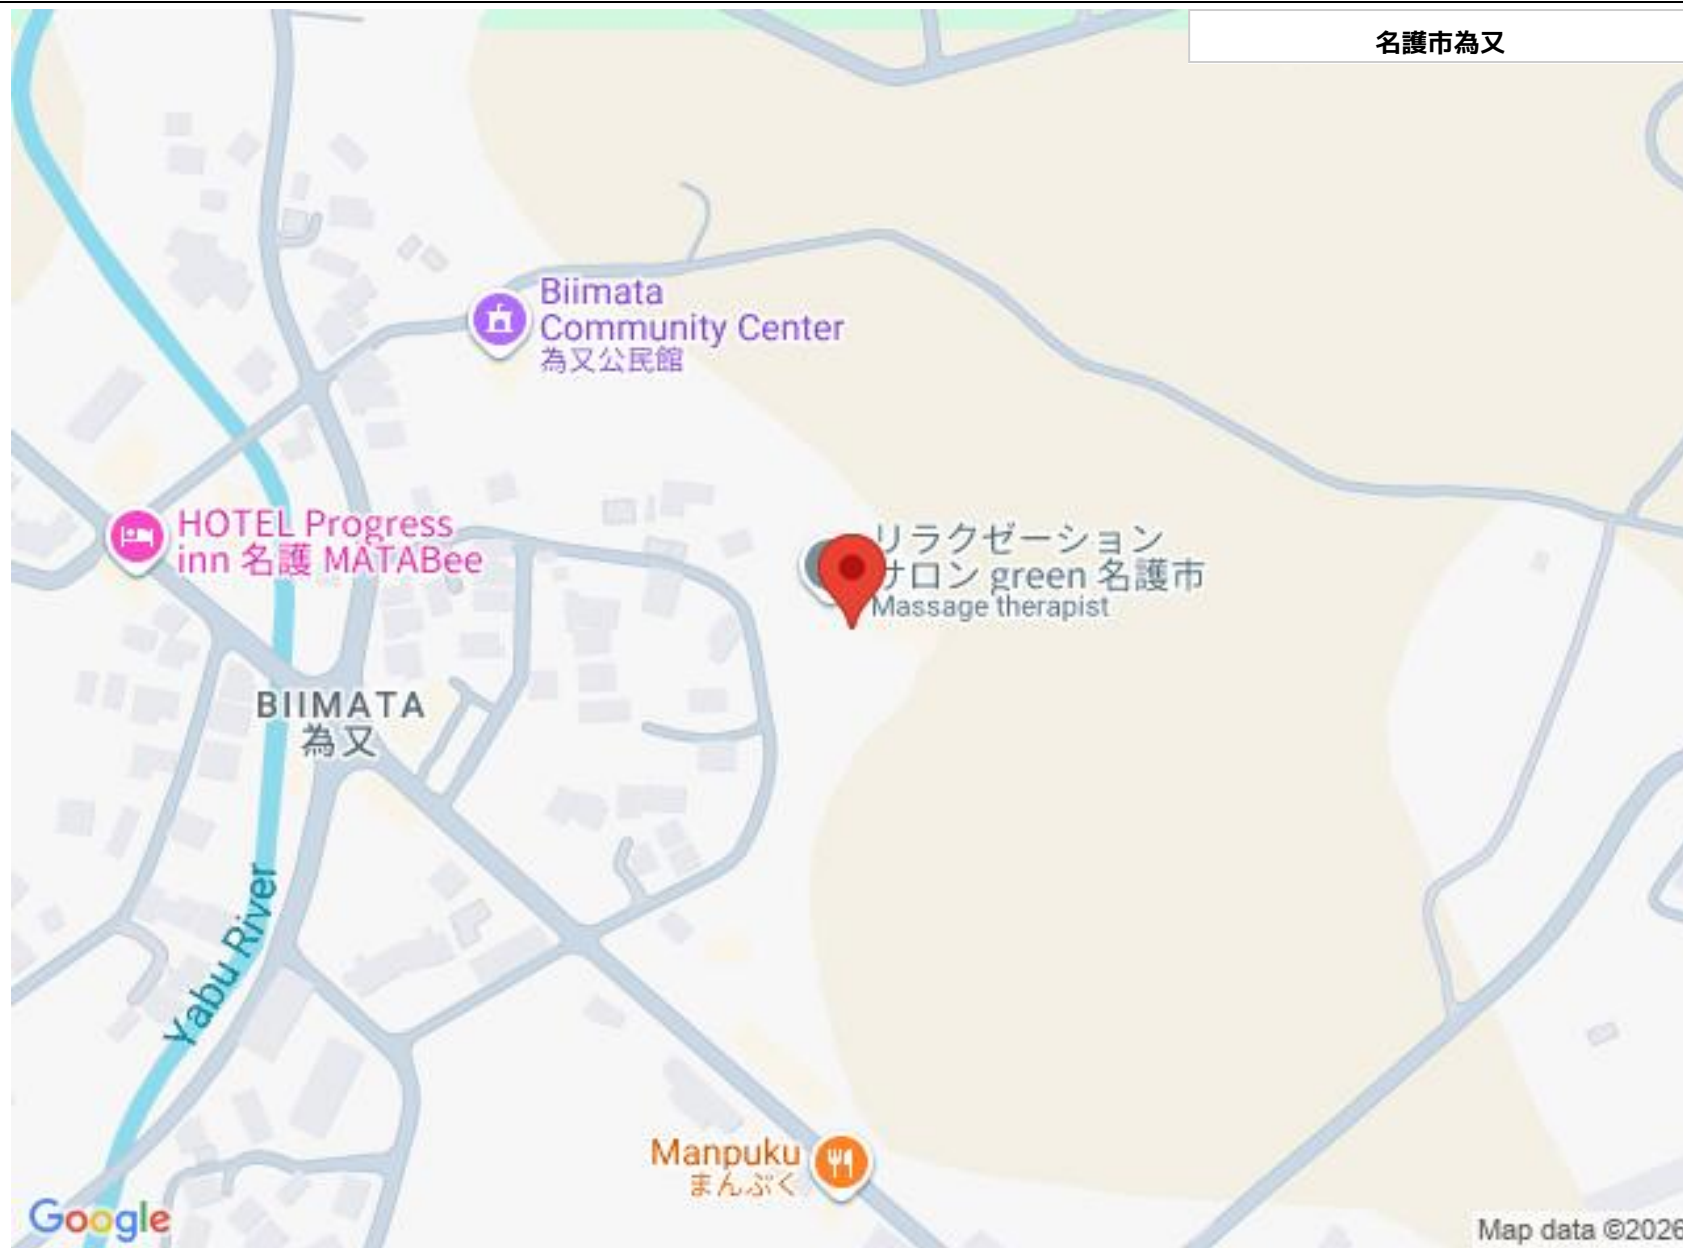 名護市為又
Biimata
Community Center
為又公民館
HOTEL Progress
inn 名護 MATABee
リラクゼーション
サロン green 名護市
Massage therapist
BIIMATA
為又
Yabu River
Manpuku
まんぷく
Google
Map data ©2026